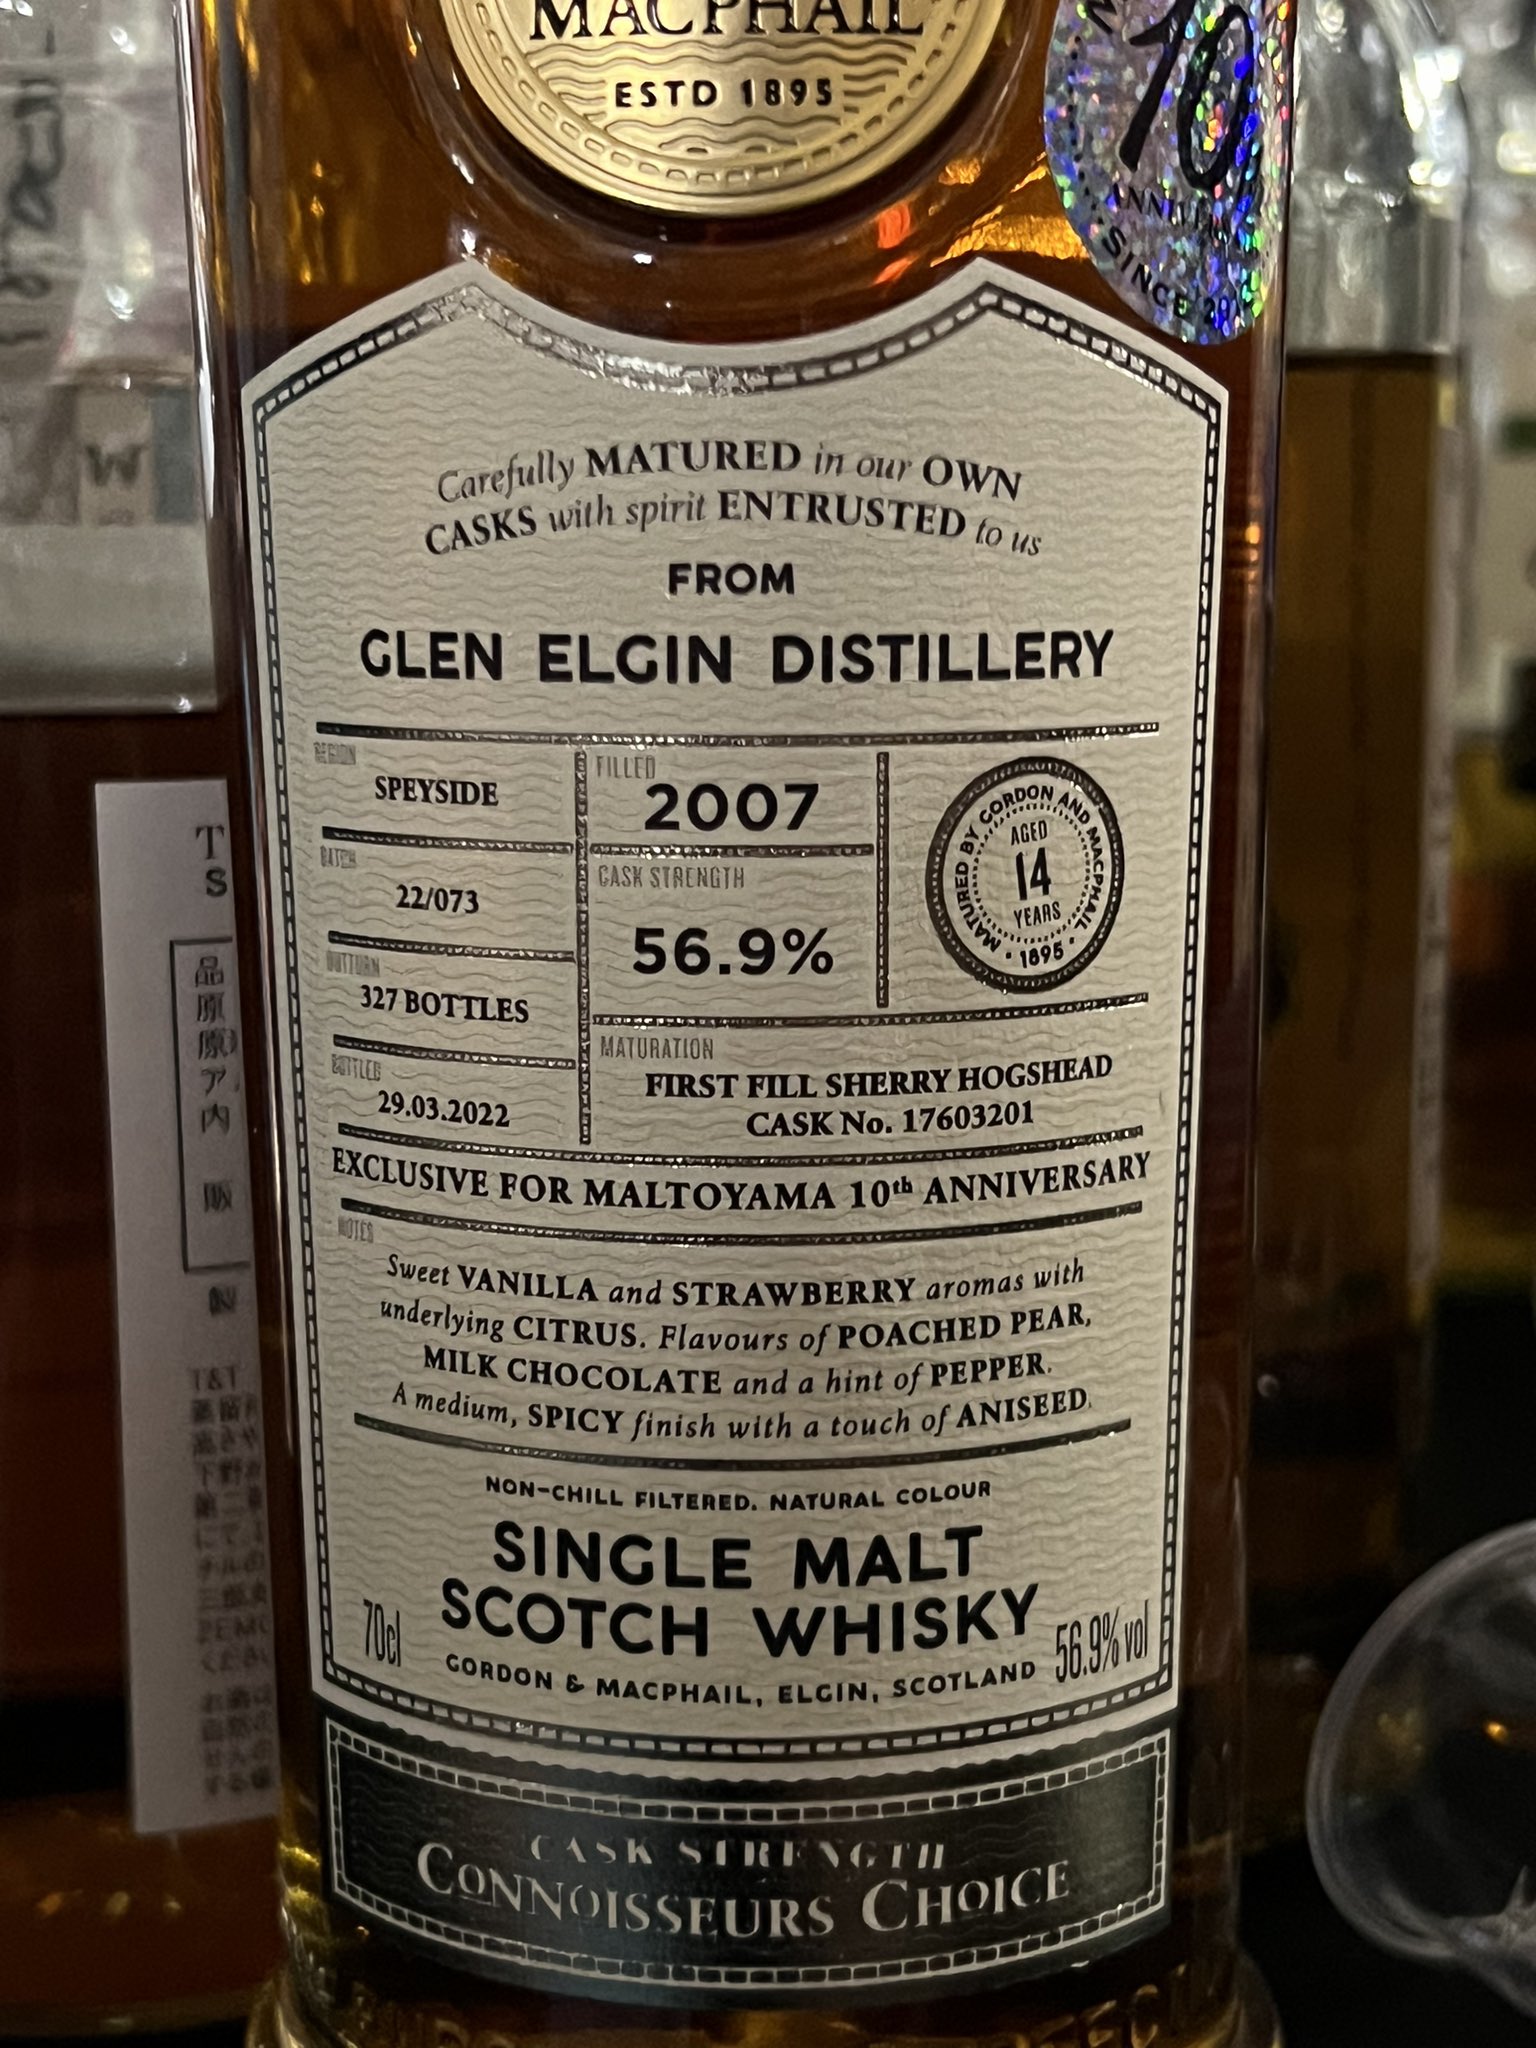 MACPHAIL
ESTD 1895
10
SINCE
Carefully MATURED in our OWN
CASKS with spirit ENTRUSTED to us
FROM
GLEN ELGIN DISTILLERY
REGION
SPEYSIDE
BATCH
22/073
OUTTURN
327 BOTTLES
BOTTLED
29.03.2022
FILLED
2007
CASK STRENGTH
56.9%
MATURED BY GORDON AND MACPHAIL
AGED
14
YEARS
· 1895 ·
MATURATION
FIRST FILL SHERRY HOGSHEAD
CASK No. 17603201
EXCLUSIVE FOR MALTOYAMA 10th ANNIVERSARY
NOTES
Sweet VANILLA and STRAWBERRY aromas with
underlying CITRUS. Flavours of POACHED PEAR,
MILK CHOCOLATE and a hint of PEPPER.
A medium, SPICY finish with a touch of ANISEED.
NON-CHILL FILTERED. NATURAL COLOUR
SINGLE MALT
SCOTCH WHISKY
70cl
56.9% vol
GORDON & MACPHAIL, ELGIN, SCOTLAND
CASK STRENGTH
CONNOISSEURS CHOICE
W
T&T